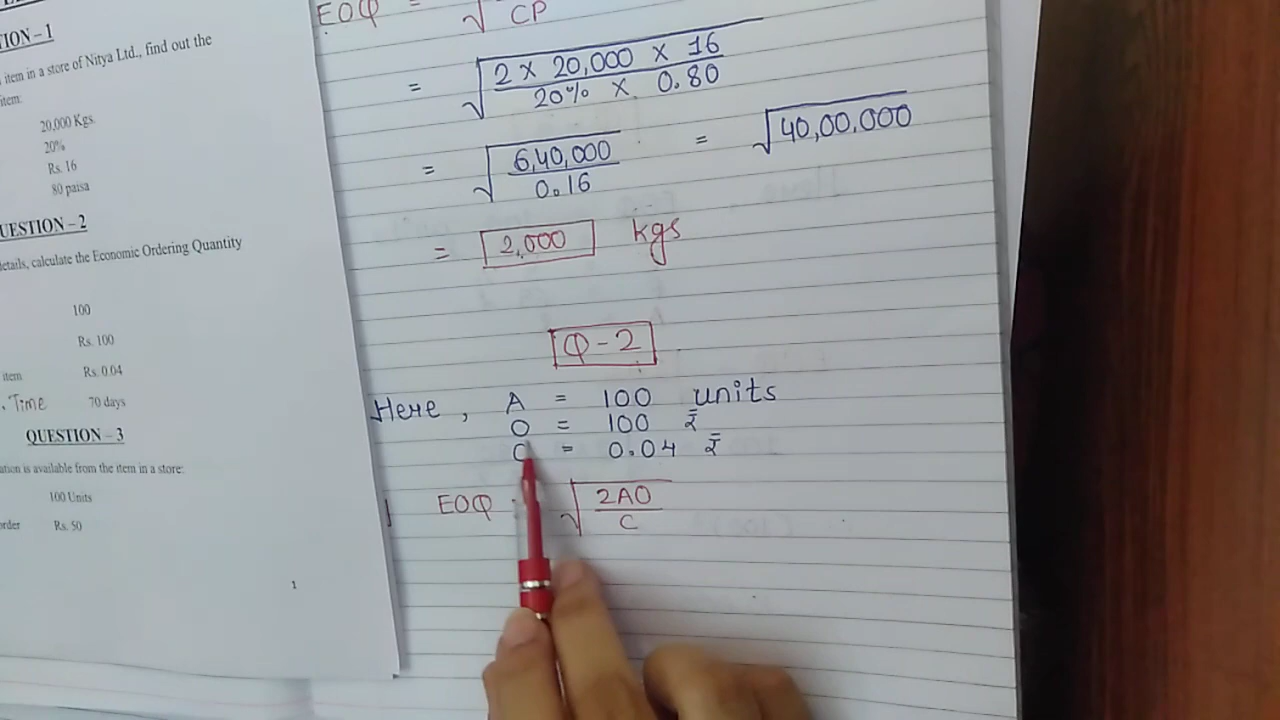 TION – 1
item in a store of Nitya Ltd., find out the
item:
20,000 Kgs.
20%
Rs. 16
80 paisa
UESTION – 2
details, calculate the Economic Ordering Quantity
100
Rs. 100
item Rs. 0.04
Time 70 days
QUESTION – 3
ation is available from the item in a store:
100 Units
order Rs. 50
1
EOQ = √ CP
= √ 2 × 20,000 × 16
20% × 0.80
= √ 6,40,000 = √ 40,00,000
0.16
= 2,000 kgs
Q - 2
Here, A = 100 units
O = 100 ₹
C = 0.04 ₹
EOQ √ 2AO
C